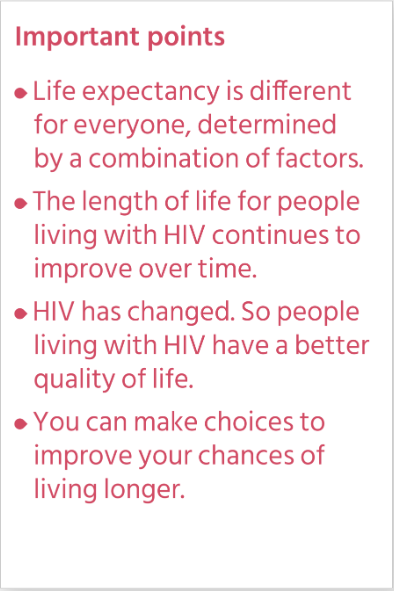 Important points
• Life expectancy is different
for everyone, determined
by a combination of factors.
• The length of life for people
living with HIV continues to
improve over time.
• HIV has changed. So people
living with HIV have a better
quality of life.
• You can make choices to
improve your chances of
living longer.